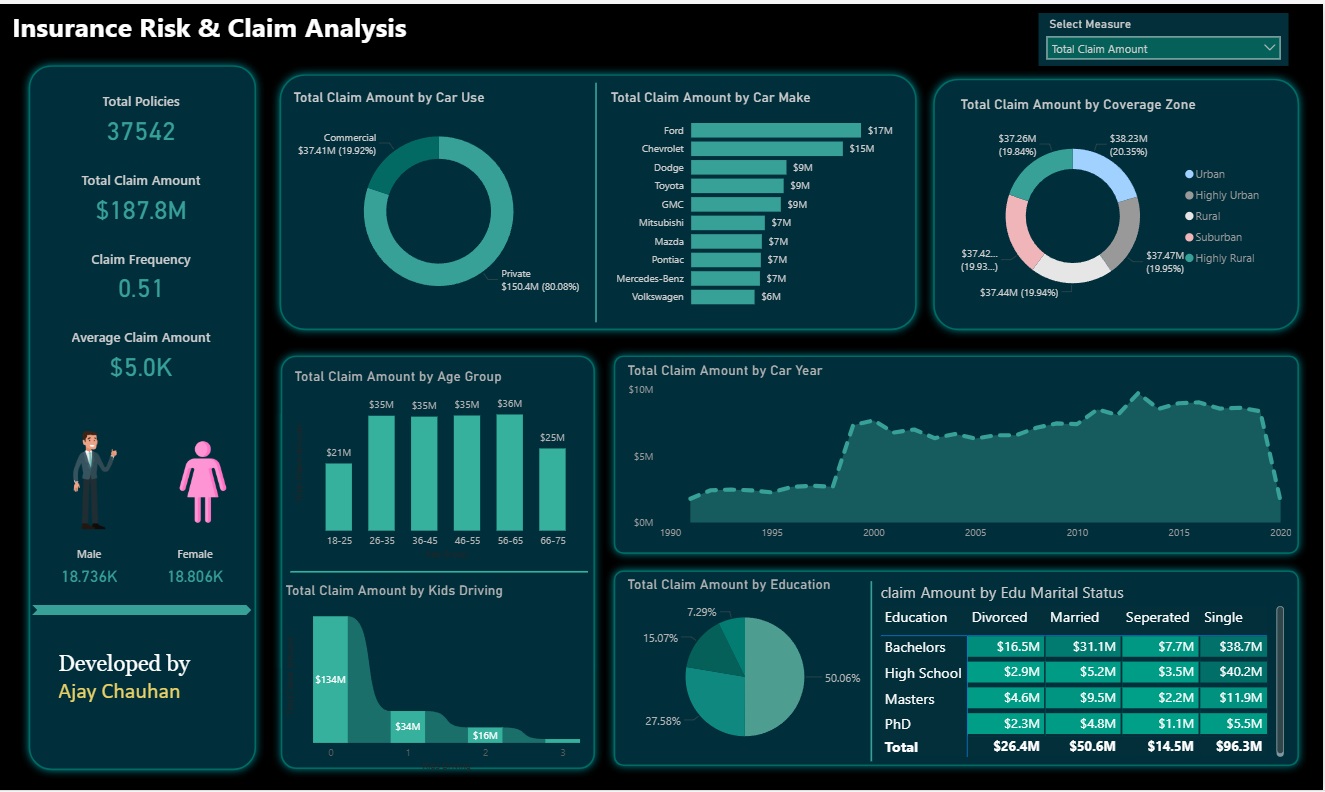 Insurance Risk & Claim Analysis
Select Measure
Total Claim Amount
Total Policies
37542
Total Claim Amount
$187.8M
Claim Frequency
0.51
Average Claim Amount
$5.0K
Male
18.736K
Female
18.806K
Developed by
Ajay Chauhan
Total Claim Amount by Car Use
Commercial
$37.41M (19.92%)
Private
$150.4M (80.08%)
Total Claim Amount by Car Make
Ford $17M
Chevrolet $15M
Dodge $9M
Toyota $9M
GMC $9M
Mitsubishi $7M
Mazda $7M
Pontiac $7M
Mercedes-Benz $7M
Volkswagen $6M
Total Claim Amount by Coverage Zone
$37.26M
(19.84%)
$38.23M
(20.35%)
$37.42...
(19.93...)
$37.47M
(19.95%)
$37.44M (19.94%)
Urban
Highly Urban
Rural
Suburban
Highly Rural
Total Claim Amount by Age Group
$21M $35M $35M $35M $36M $25M
18-25 26-35 36-45 46-55 56-65 66-75
Total Claim Amount by Kids Driving
$134M
$34M
$16M
0 1 2 3
Total Claim Amount by Car Year
$10M
$5M
$0M
1990 1995 2000 2005 2010 2015 2020
Total Claim Amount by Education
7.29%
15.07%
50.06%
27.58%
claim Amount by Edu Marital Status
Education Divorced Married Seperated Single
Bachelors $16.5M $31.1M $7.7M $38.7M
High School $2.9M $5.2M $3.5M $40.2M
Masters $4.6M $9.5M $2.2M $11.9M
PhD $2.3M $4.8M $1.1M $5.5M
Total $26.4M $50.6M $14.5M $96.3M